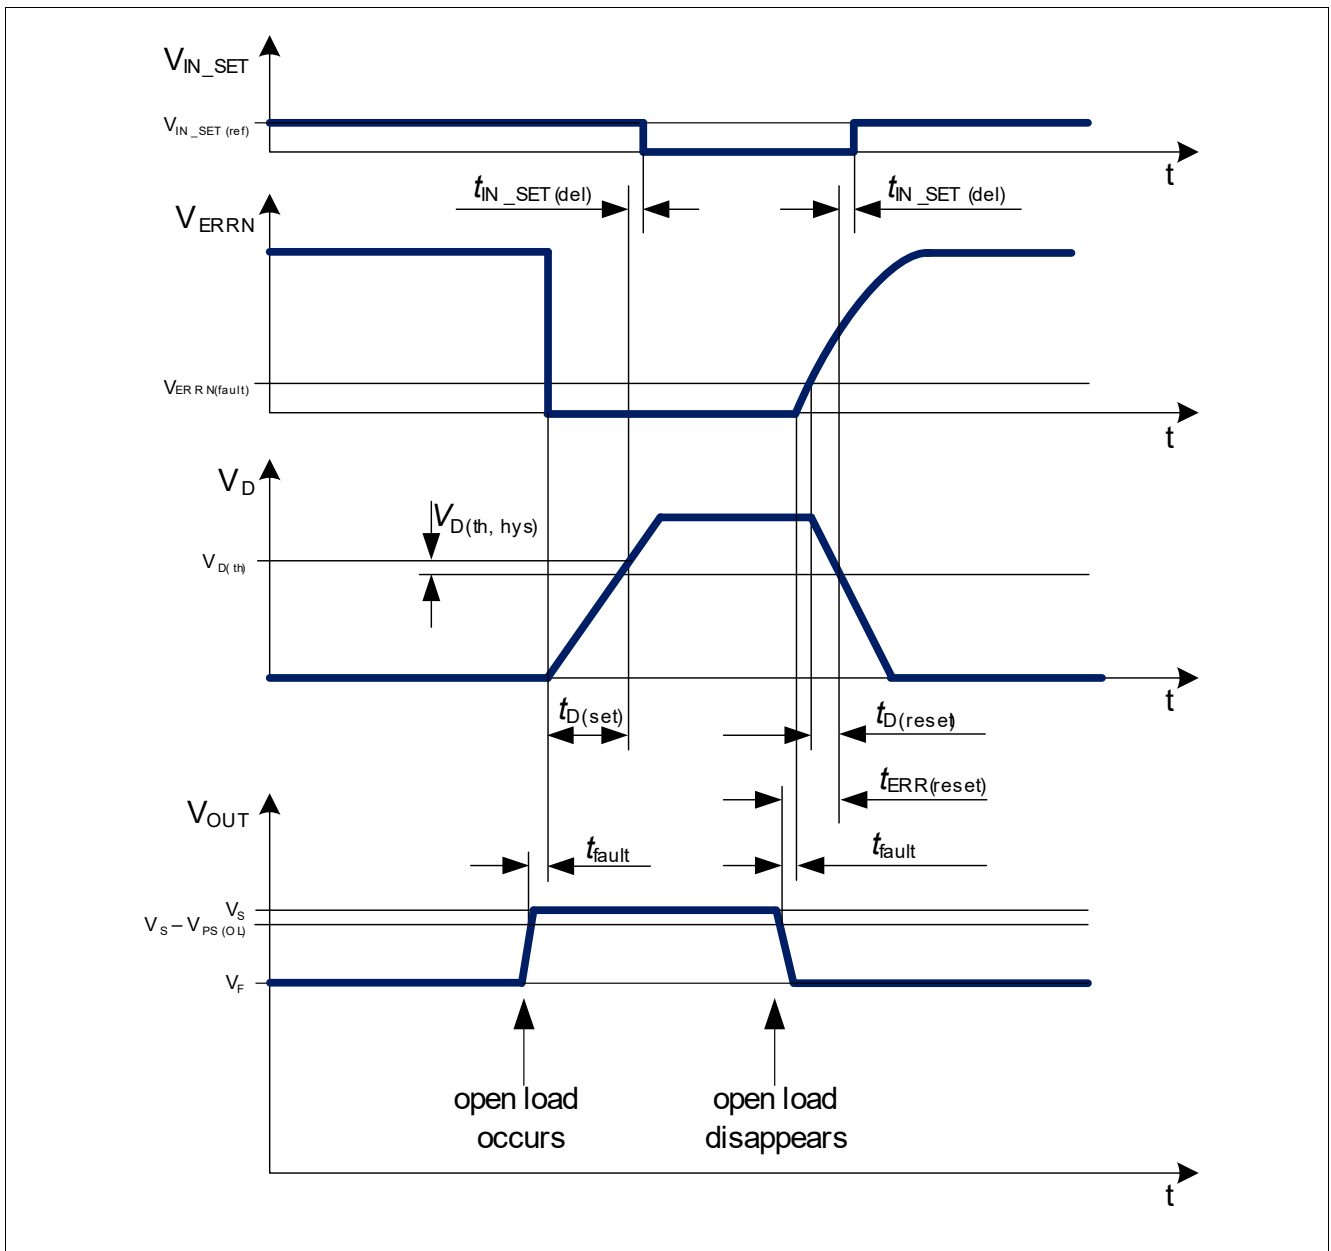 VIN_SET
VIN_SET(ref)
t
tIN_SET(del)
tIN_SET(del)
VERRN
VERRN(fault)
t
VD
VD(th, hys)
VD(th)
t
tD(set)
tD(reset)
tERR(reset)
VOUT
tfault
tfault
VS
VS – VPS(OL)
VF
open load
occurs
open load
disappears
t